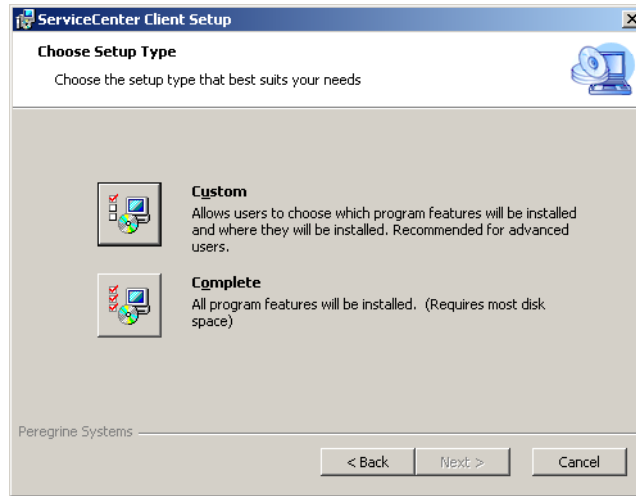 ServiceCenter Client Setup
Choose Setup Type
Choose the setup type that best suits your needs
Custom
Allows users to choose which program features will be installed
and where they will be installed. Recommended for advanced
users.
Complete
All program features will be installed. (Requires most disk
space)
Peregrine Systems
< Back
Next >
Cancel